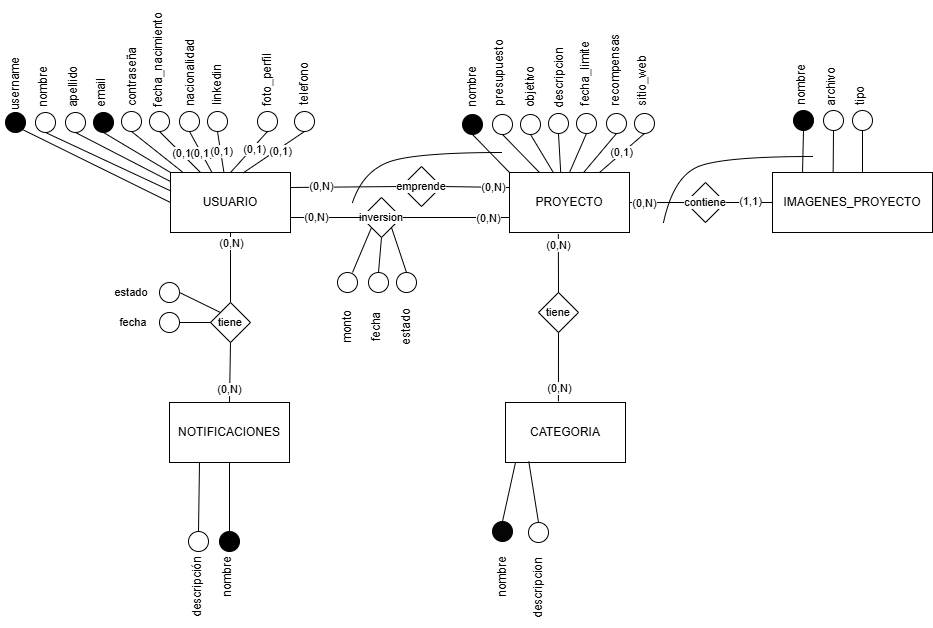 username
nombre
apellido
email
contraseña
fecha_nacimiento
nacionalidad
linkedin
foto_perfil
telefono
nombre
presupuesto
objetivo
descripcion
fecha_limite
recompensas
sitio_web
nombre
archivo
tipo
(0,1)
(0,1)
(0,1)
(0,1)
(0,1)
(0,1)
USUARIO
(0,N)
emprende
(0,N)
(0,N)
inversion
(0,N)
PROYECTO
(0,N)
contiene
(1,1)
IMAGENES_PROYECTO
(0,N)
(0,N)
estado
fecha
tiene
monto
fecha
estado
tiene
(0,N)
(0,N)
NOTIFICACIONES
CATEGORIA
descripción
nombre
nombre
descripcion